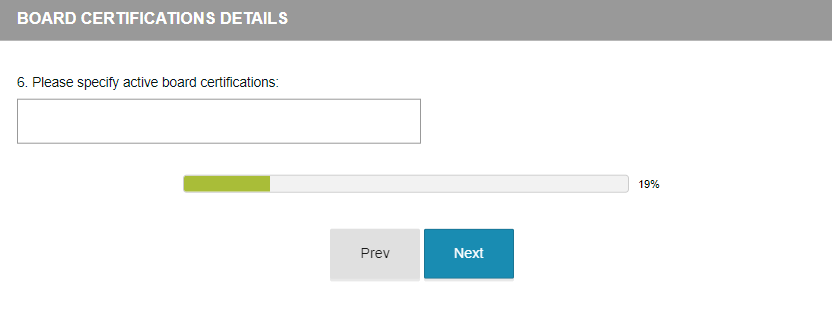 BOARD CERTIFICATIONS DETAILS
6. Please specify active board certifications:
19%
Prev
Next